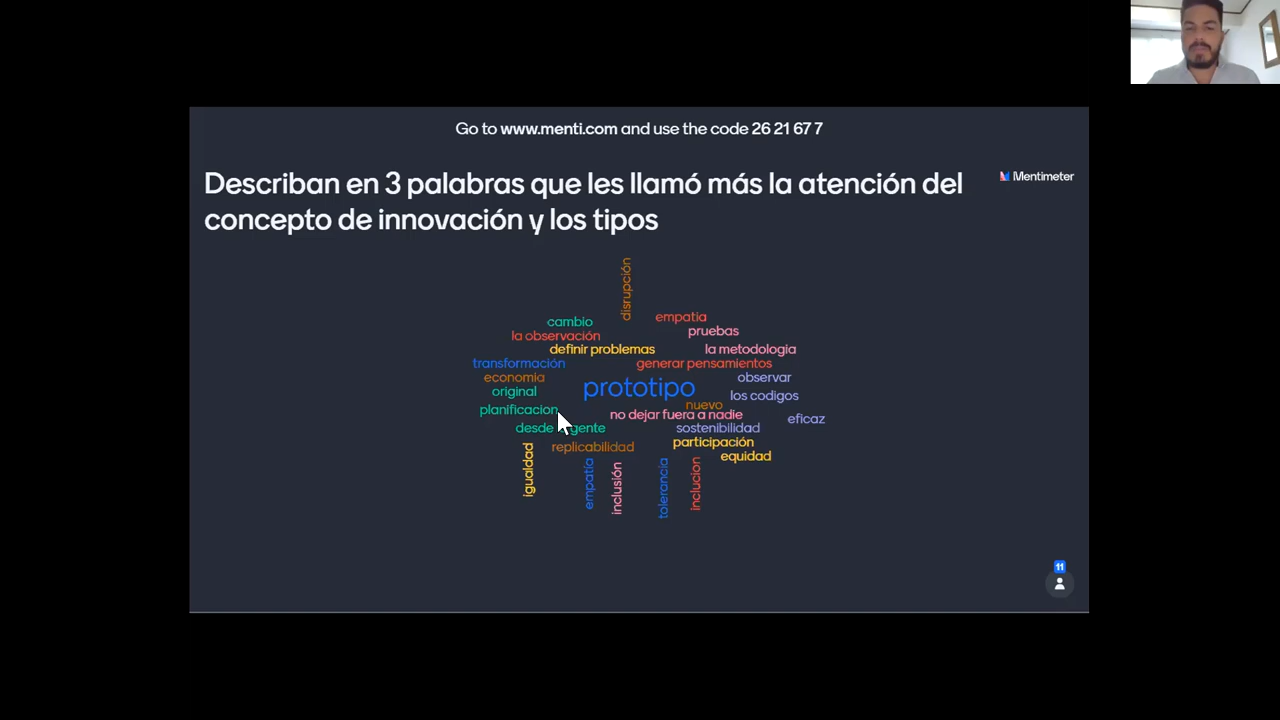 Go to www.menti.com and use the code 26 21 67 7
Describan en 3 palabras que les llamó más la atención del
concepto de innovación y los tipos
Mentimeter
disrupción
cambio
empatia
la observación
pruebas
definir problemas
la metodologia
transformación
generar pensamientos
economia
prototipo
observar
original
los codigos
planificacion
nuevo
no dejar fuera a nadie
eficaz
desde gente
sostenibilidad
replicabilidad
participación
equidad
igualdad
empatía
inclusión
tolerancia
inclucion
11